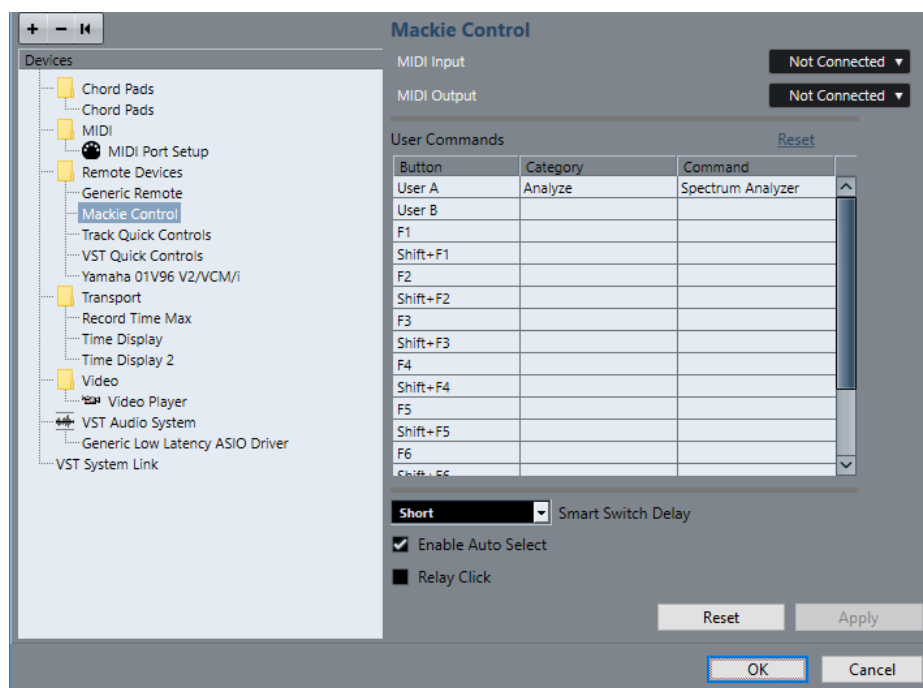 Mackie Control
Devices
MIDI Input Not Connected
MIDI Output Not Connected
Chord Pads
Chord Pads
MIDI
MIDI Port Setup
Remote Devices
Generic Remote
Mackie Control
Track Quick Controls
VST Quick Controls
Yamaha 01V96 V2/VCM/i
Transport
Record Time Max
Time Display
Time Display 2
Video
Video Player
VST Audio System
Generic Low Latency ASIO Driver
VST System Link
User Commands Reset
Button Category Command
User A Analyze Spectrum Analyzer
User B
F1
Shift+F1
F2
Shift+F2
F3
Shift+F3
F4
Shift+F4
F5
Shift+F5
F6
Shift+F6
Short Smart Switch Delay
Enable Auto Select
Relay Click
Reset Apply
OK Cancel